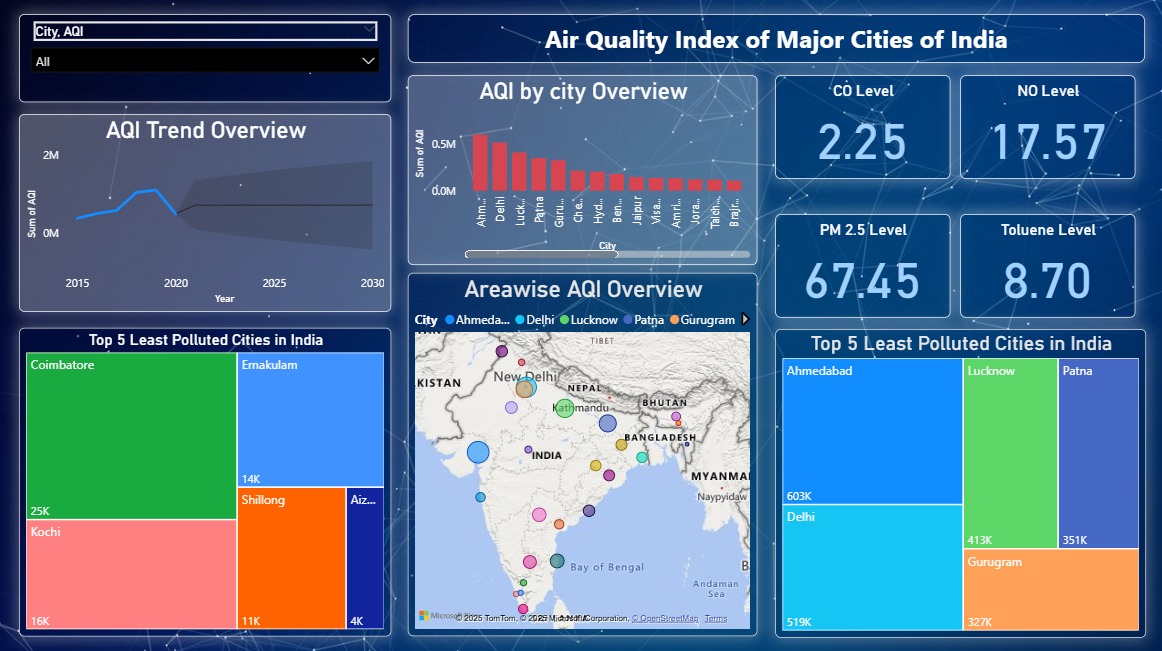 City, AQI
All
Air Quality Index of Major Cities of India
AQI Trend Overview
2M
0M
Sum of AQI
2015
2020
2025
2030
Year
AQI by city Overview
Sum of AQI
0.5M
0.0M
Ahm...
Delhi
Luck...
Patna
Guru...
Che...
Hyd...
Ben...
Jaipur
Visa...
Amri...
Jora...
Talch...
Brajr...
City
CO Level
2.25
NO Level
17.57
PM 2.5 Level
67.45
Toluene Level
8.70
Top 5 Least Polluted Cities in India
Coimbatore
25K
Kochi
16K
Ernakulam
14K
Shillong
11K
Aiz...
4K
Areawise AQI Overview
City Ahmeda... Delhi Lucknow Patna Gurugram
TIBET
KISTAN
New Delhi
NEPAL
Kathmandu
BHUTAN
BANGLADESH
INDIA
MYANMA
Naypyidaw
Bay of Bengal
Andaman
Sea
B
Microsoft
© 2025 TomTom, © 2025 Microsoft Corporation, © OpenStreetMap Terms
Top 5 Least Polluted Cities in India
Ahmedabad
603K
Delhi
519K
Lucknow
413K
Patna
351K
Gurugram
327K